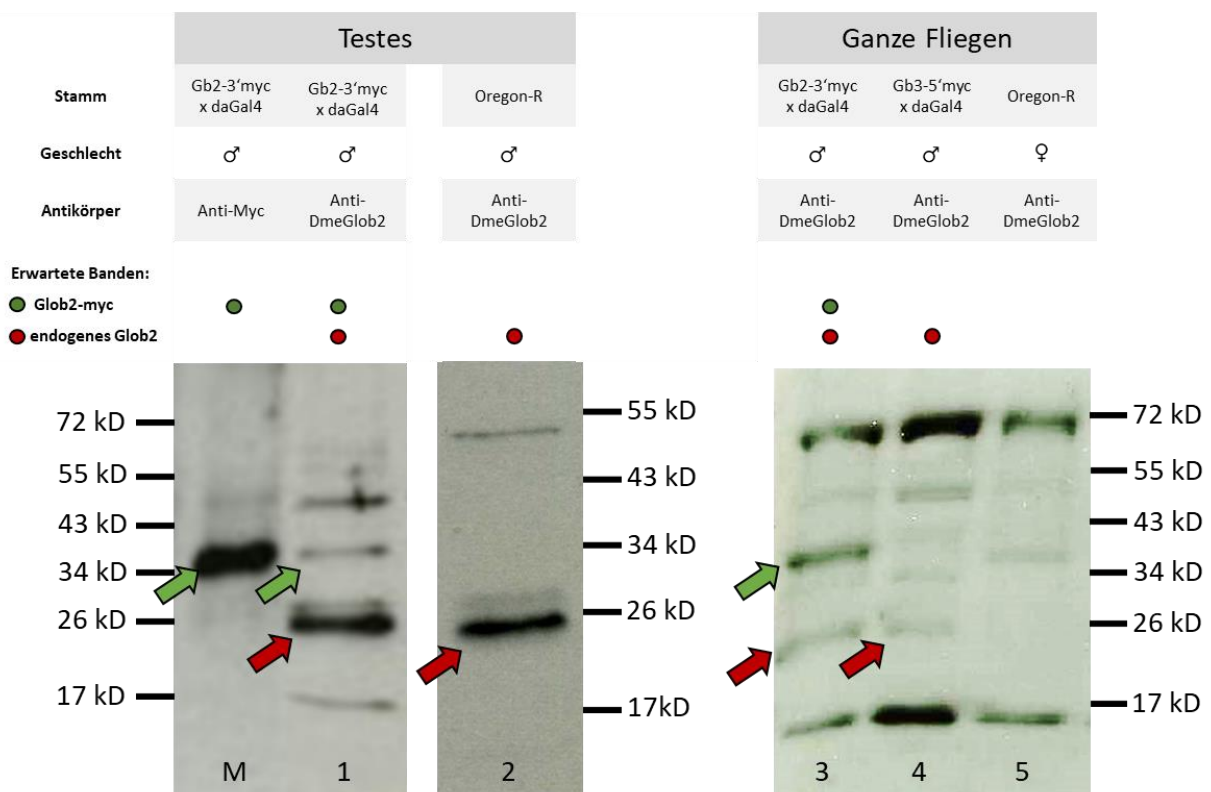 Testes
Ganze Fliegen
Stamm
Gb2-3‘myc
x daGal4
Gb2-3‘myc
x daGal4
Oregon-R
Gb2-3‘myc
x daGal4
Gb3-5‘myc
x daGal4
Oregon-R
Geschlecht
♂
♂
♂
♂
♂
♀
Antikörper
Anti-Myc
Anti-
DmeGlob2
Anti-
DmeGlob2
Anti-
DmeGlob2
Anti-
DmeGlob2
Anti-
DmeGlob2
Erwartete Banden:
Glob2-myc
endogenes Glob2
72 kD
55 kD
43 kD
34 kD
26 kD
17 kD
55 kD
43 kD
34 kD
26 kD
17kD
72 kD
55 kD
43 kD
34 kD
26 kD
17 kD
M
1
2
3
4
5